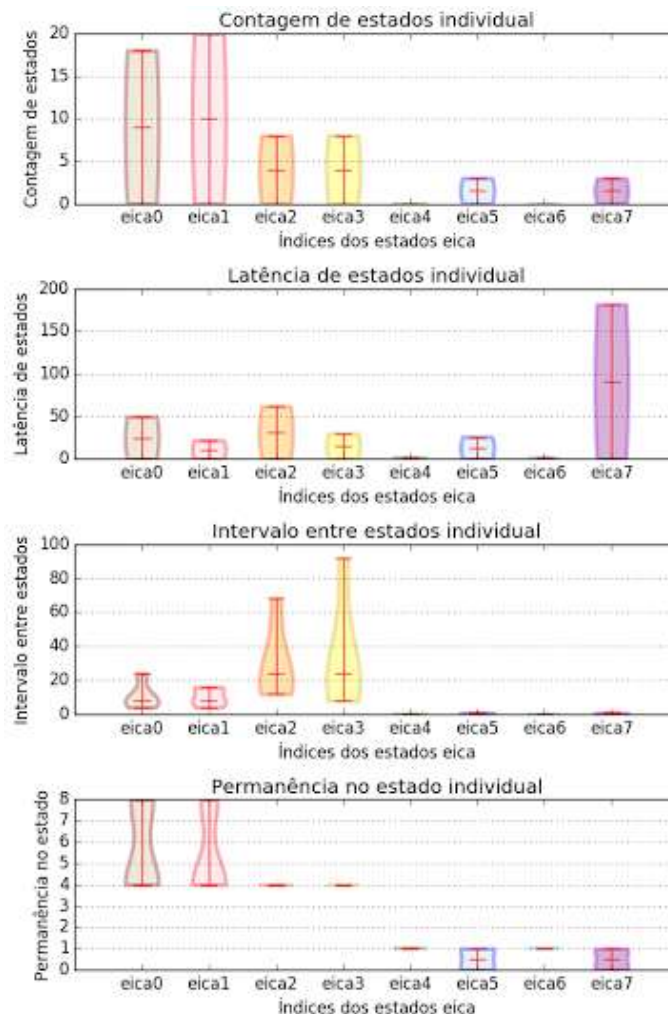 Contagem de estados individual
Contagem de estados
20
15
10
5
0
eica0 eica1 eica2 eica3 eica4 eica5 eica6 eica7
Índices dos estados eica
Latência de estados individual
Latência de estados
200
150
100
50
0
eica0 eica1 eica2 eica3 eica4 eica5 eica6 eica7
Índices dos estados eica
Intervalo entre estados individual
Intervalo entre estados
100
80
60
40
20
0
eica0 eica1 eica2 eica3 eica4 eica5 eica6 eica7
Índices dos estados eica
Permanência no estado individual
Permanência no estado
8
7
6
5
4
3
2
1
0
eica0 eica1 eica2 eica3 eica4 eica5 eica6 eica7
Índices dos estados eica